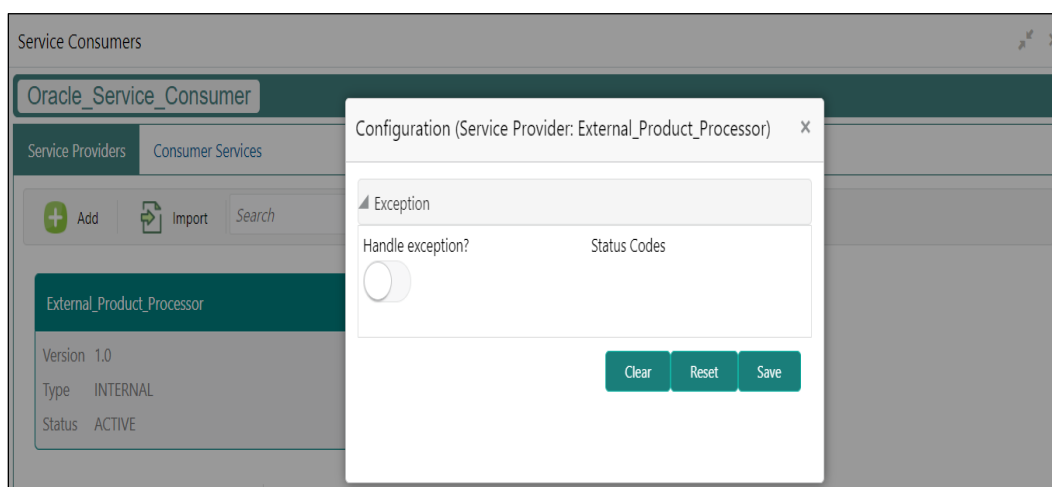 Service Consumers
Oracle_Service_Consumer
Service Providers Consumer Services
Add Import Search
External_Product_Processor
Version 1.0
Type INTERNAL
Status ACTIVE
Configuration (Service Provider: External_Product_Processor)
Exception
Handle exception? Status Codes
Clear Reset Save